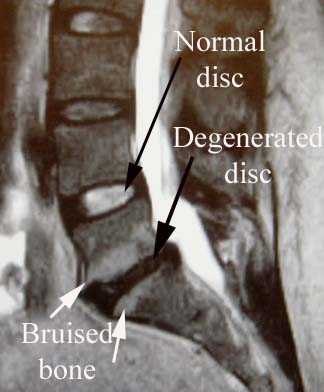 Normal
disc
Degenerated
disc
Bruised
bone